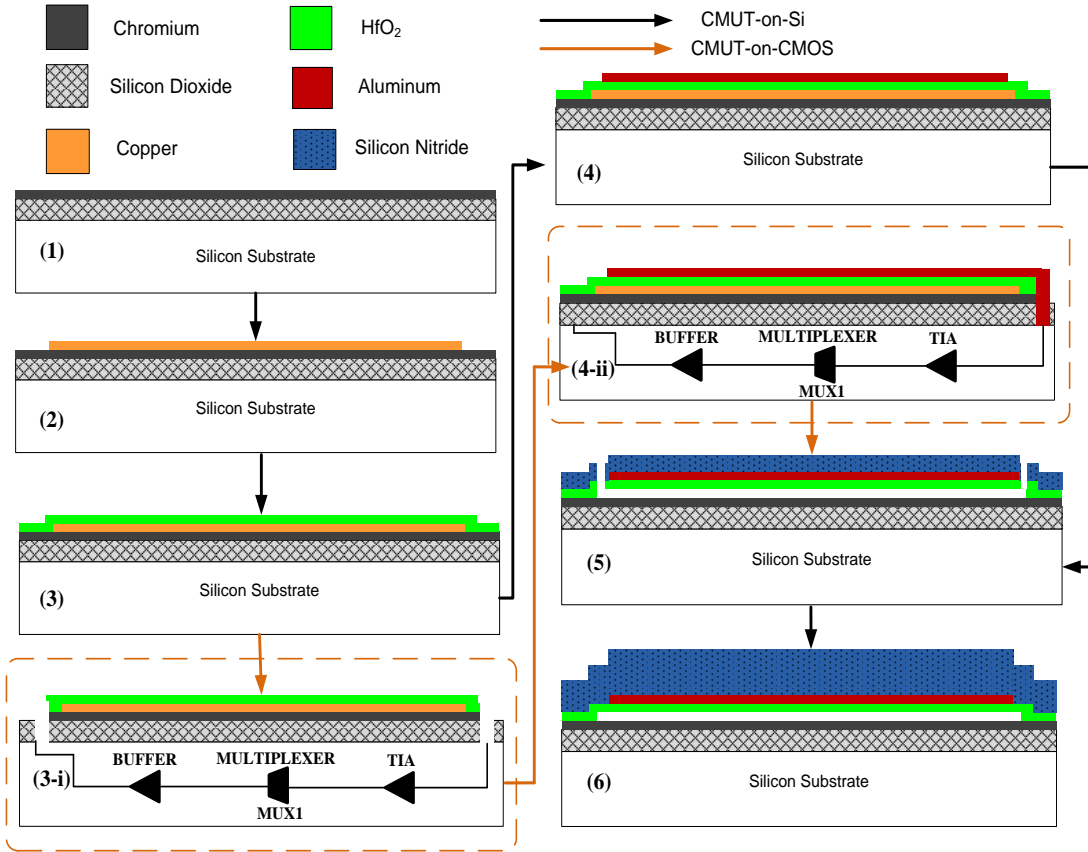 Chromium
HfO₂
Silicon Dioxide
Aluminum
Copper
Silicon Nitride
CMUT-on-Si
CMUT-on-CMOS
(1)
Silicon Substrate
(2)
Silicon Substrate
(3)
Silicon Substrate
(3-i)
BUFFER
MULTIPLEXER
TIA
MUX1
(4)
Silicon Substrate
(4-ii)
BUFFER
MULTIPLEXER
TIA
MUX1
(5)
Silicon Substrate
(6)
Silicon Substrate